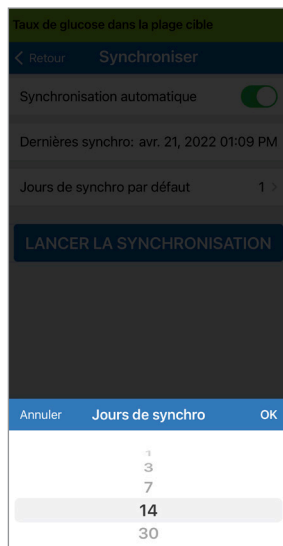 Taux de glucose dans la plage cible
Retour Synchroniser
Synchronisation automatique
Dernières synchro: avr. 21, 2022 01:09 PM
Jours de synchro par défaut 1
LANCER LA SYNCHRONISATION
Annuler Jours de synchro OK
1
3
7
14
30